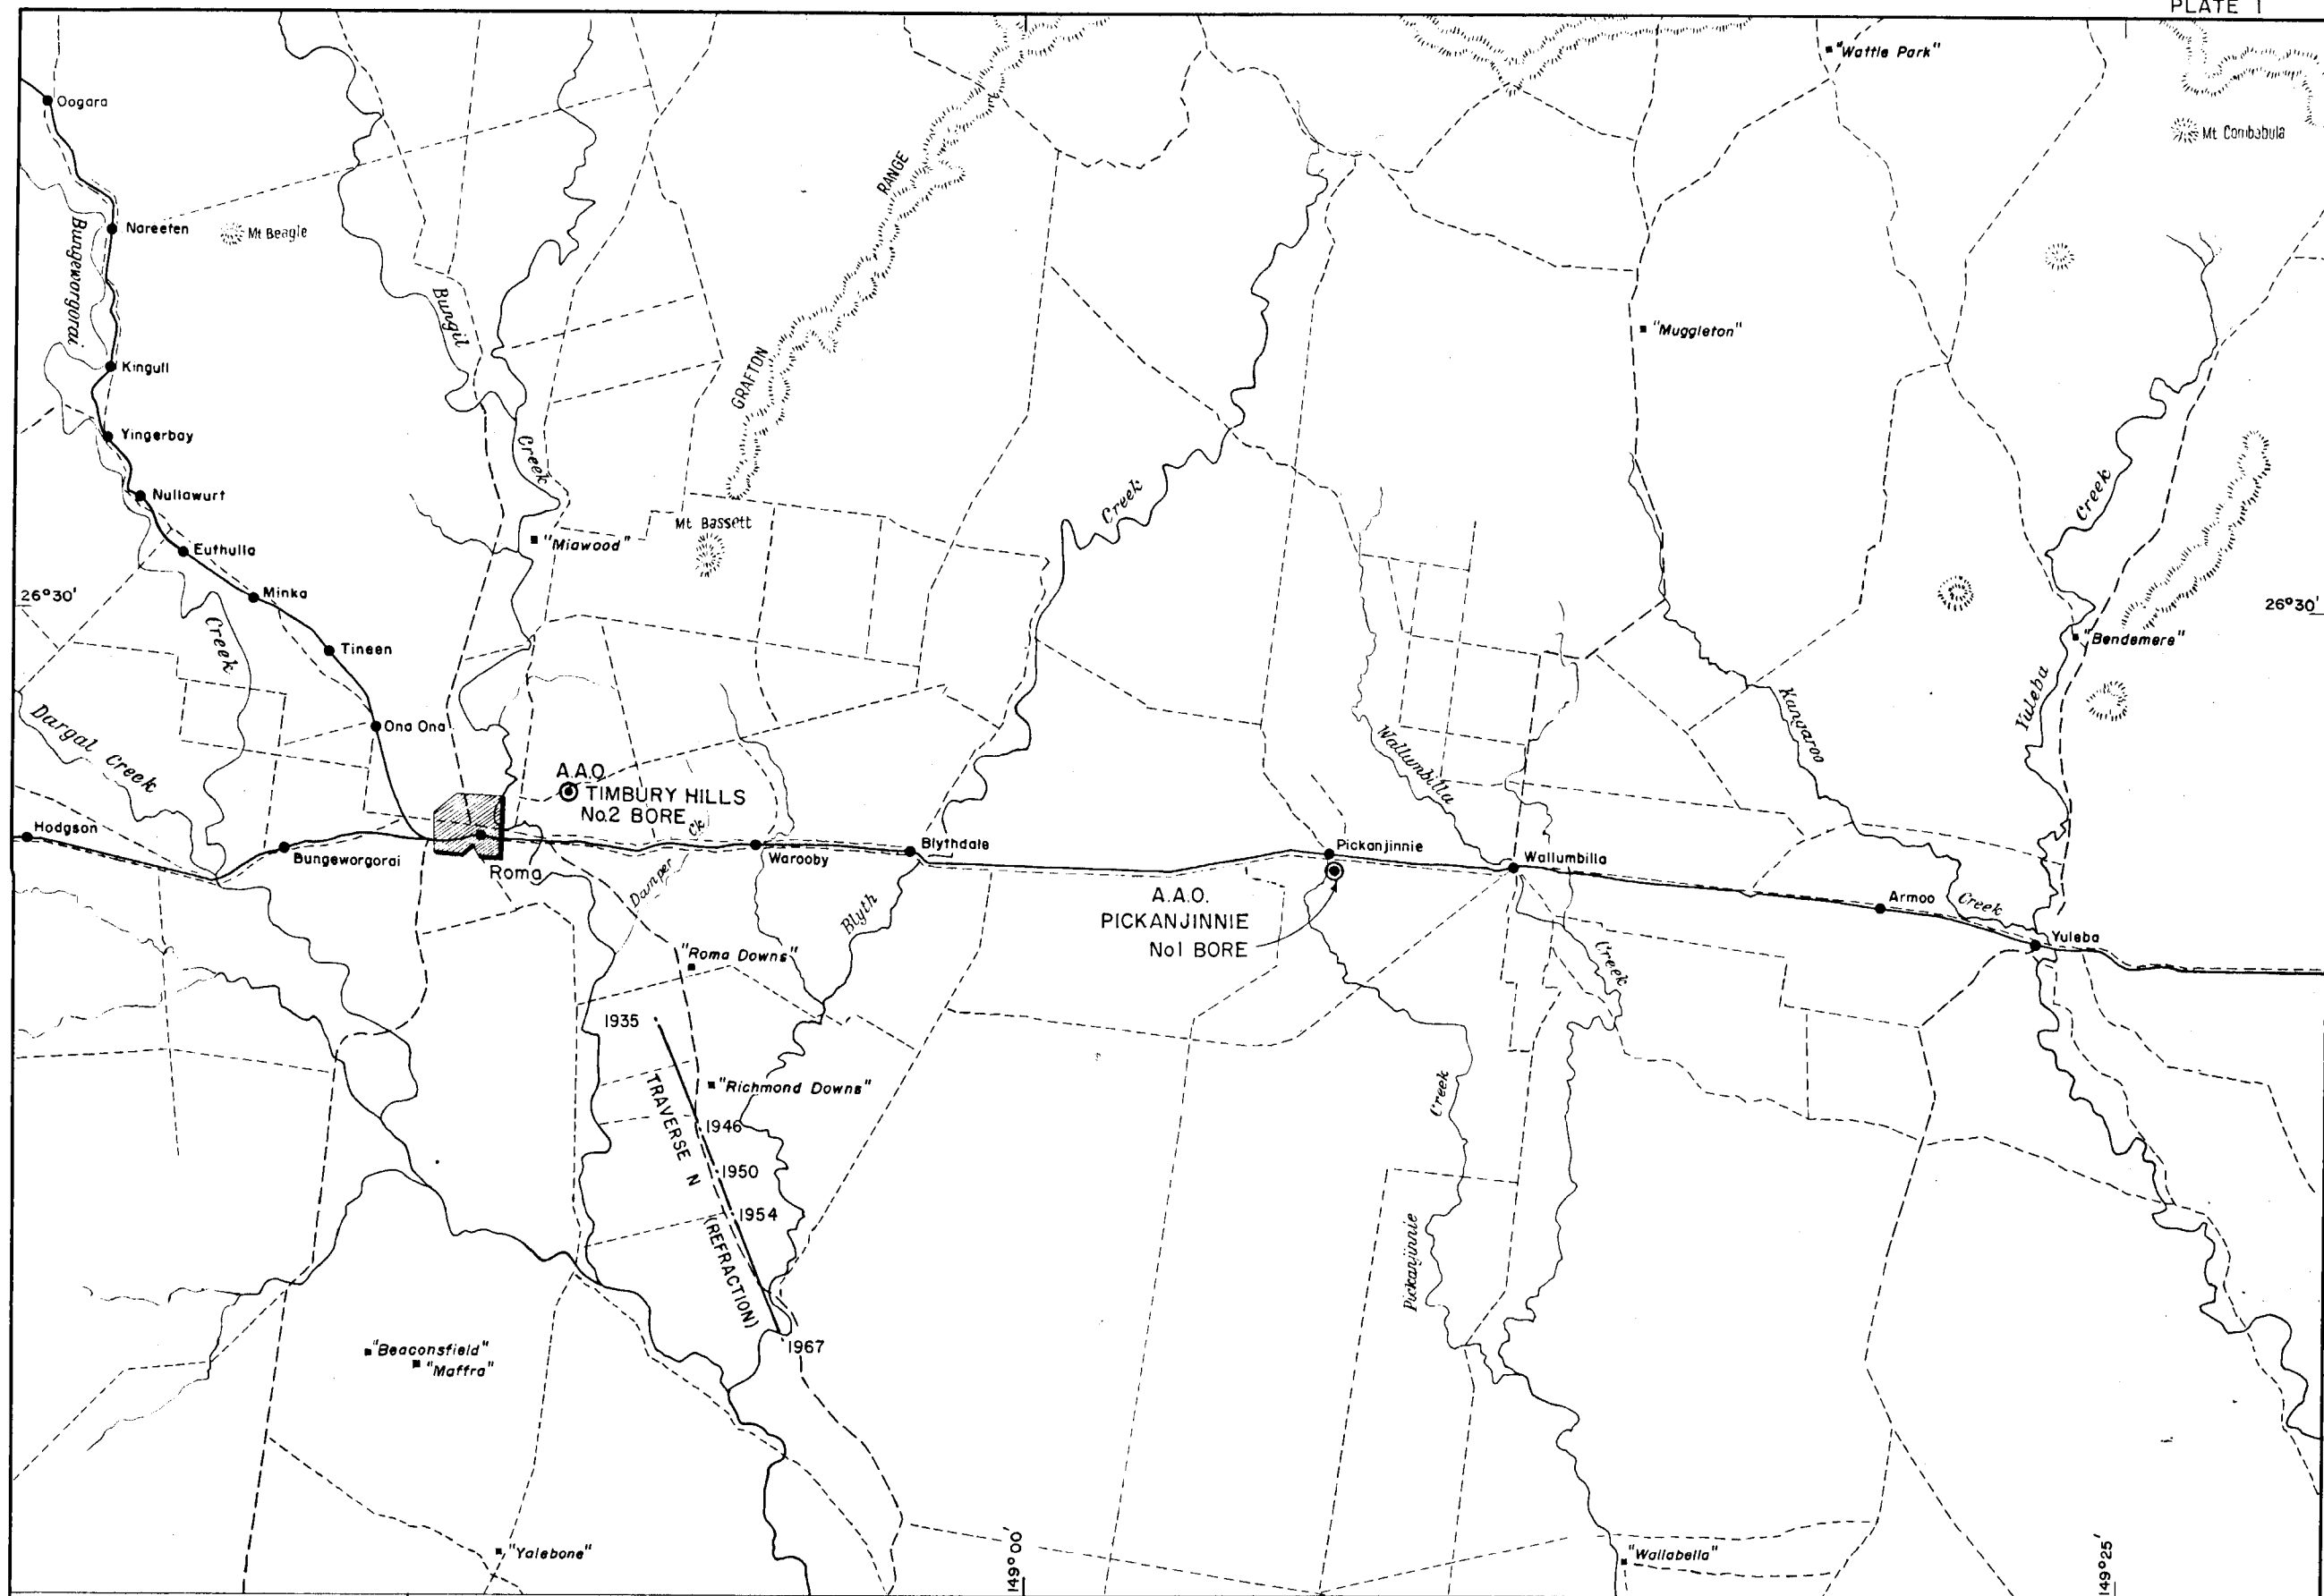 PLATE 1
"Wattle Park"
Oogara
Mt Combabula
RANGE
Nareeten
Mt Beagle
Bungeworgorai
Bungil
"Muggleton"
Kingull
GRAFTON
Yingerbay
Creek
Creek
Creek
Nullawurt
Mt Bassett
Euthulla
"Miawood"
26°30'
Minka
26°30'
Creek
Tineen
"Bendemere"
Yuleba
Kangaroo
Dargal Creek
Ona Ona
Wallumbilla
A.A.O.
TIMBURY HILLS
No.2 BORE
Ck
Hodgson
Bungeworgorai
Roma
Warooby
Blythdale
Pickanjinnie
Wallumbilla
Damper
Blyth
A.A.O.
PICKANJINNIE
No1 BORE
Armoo
Creek
Yuleba
"Roma Downs"
Creek
1935
"Richmond Downs"
TRAVERSE N
(REFRACTION)
1946
1950
1954
1967
Creek
Pickanjinnie
"Beaconsfield"
"Maffra"
"Yalebone"
"Wallabella"
149°00'
149°25'